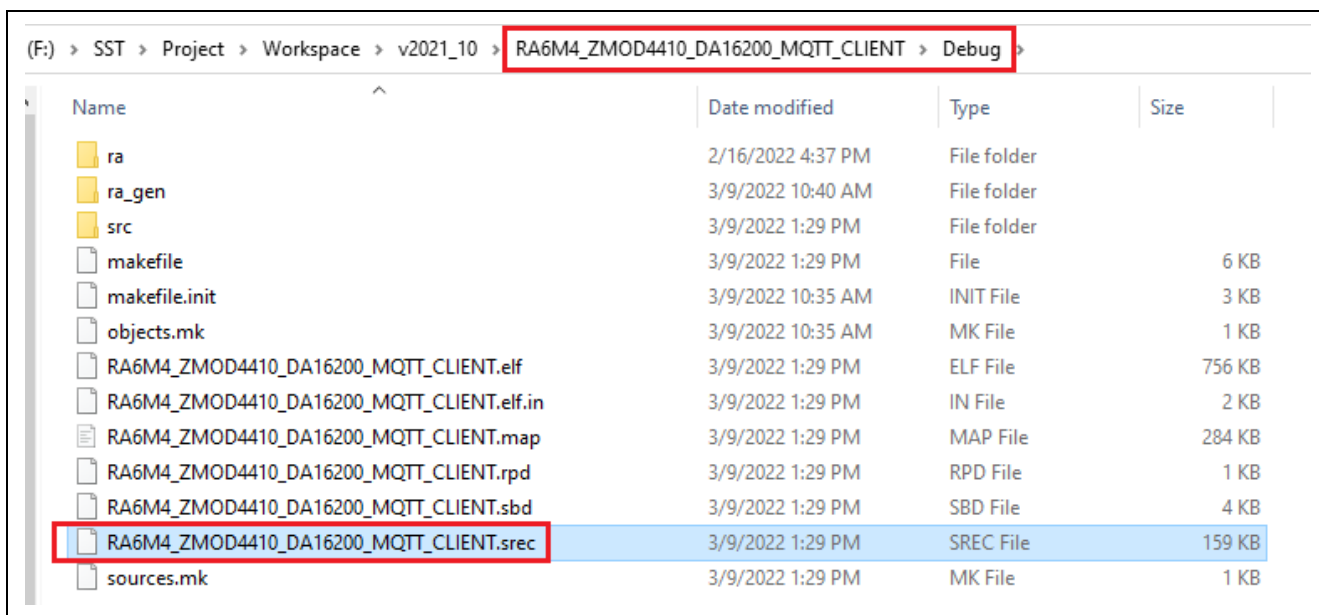 (F:) > SST > Project > Workspace > v2021_10 > RA6M4_ZMOD4410_DA16200_MQTT_CLIENT > Debug >
Name Date modified Type Size
ra 2/16/2022 4:37 PM File folder
ra_gen 3/9/2022 10:40 AM File folder
src 3/9/2022 1:29 PM File folder
makefile 3/9/2022 1:29 PM File 6 KB
makefile.init 3/9/2022 10:35 AM INIT File 3 KB
objects.mk 3/9/2022 10:35 AM MK File 1 KB
RA6M4_ZMOD4410_DA16200_MQTT_CLIENT.elf 3/9/2022 1:29 PM ELF File 756 KB
RA6M4_ZMOD4410_DA16200_MQTT_CLIENT.elf.in 3/9/2022 1:29 PM IN File 2 KB
RA6M4_ZMOD4410_DA16200_MQTT_CLIENT.map 3/9/2022 1:29 PM MAP File 284 KB
RA6M4_ZMOD4410_DA16200_MQTT_CLIENT.rpd 3/9/2022 1:29 PM RPD File 1 KB
RA6M4_ZMOD4410_DA16200_MQTT_CLIENT.sbd 3/9/2022 1:29 PM SBD File 4 KB
RA6M4_ZMOD4410_DA16200_MQTT_CLIENT.srec 3/9/2022 1:29 PM SREC File 159 KB
sources.mk 3/9/2022 1:29 PM MK File 1 KB